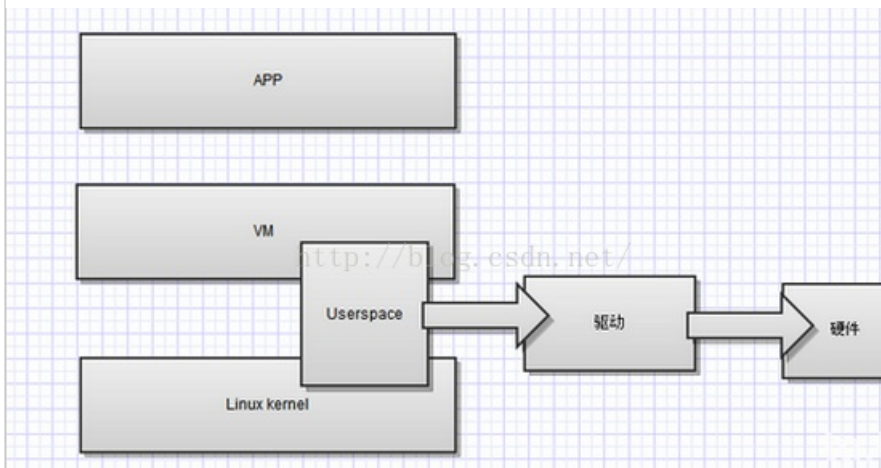 APP
VM
http://blog.csdn.net/
Userspace
驱动
硬件
Linux kernel